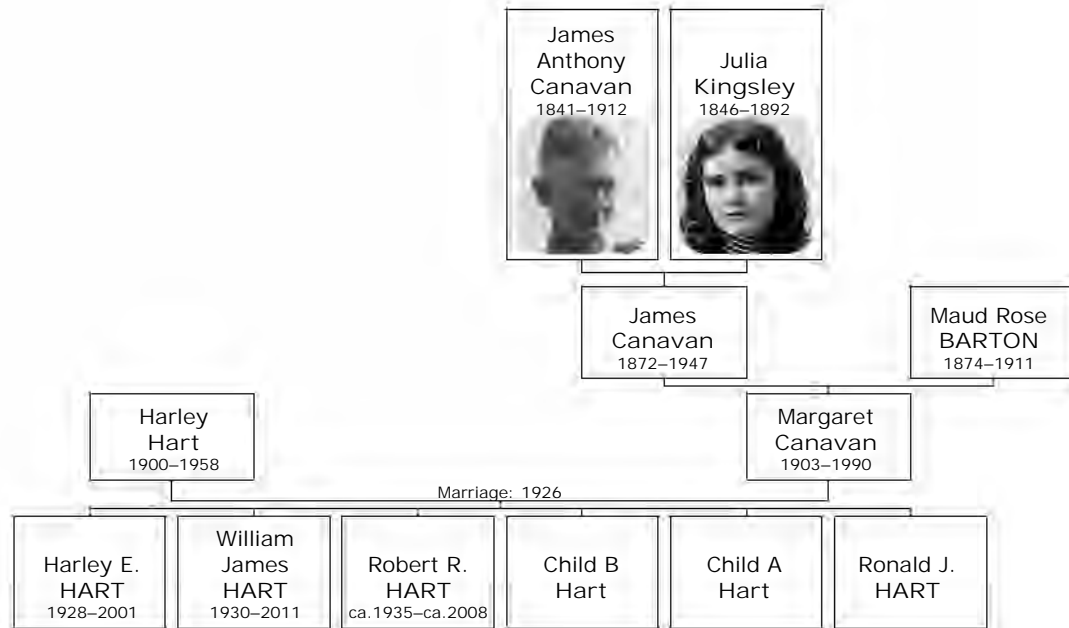 James
Anthony
Canavan
1841–1912
Julia
Kingsley
1846–1892
James
Canavan
1872–1947
Maud Rose
BARTON
1874–1911
Harley
Hart
1900–1958
Margaret
Canavan
1903–1990
Marriage: 1926
Harley E.
HART
1928–2001
William
James
HART
1930–2011
Robert R.
HART
ca.1935–ca.2008
Child B
Hart
Child A
Hart
Ronald J.
HART